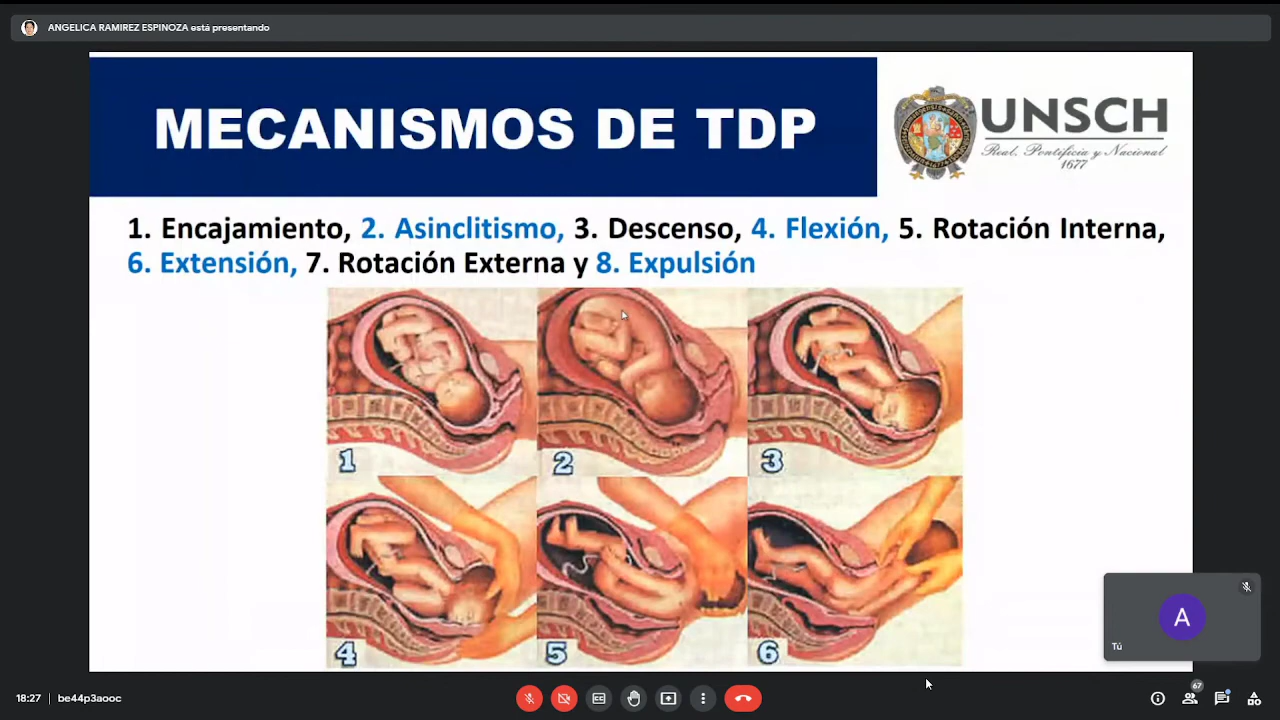 ANGELICA RAMIREZ ESPINOZA está presentando
MECANISMOS DE TDP
UNSCH
Real. Pontificia y Nacional
1677
1. Encajamiento, 2. Asinclitismo, 3. Descenso, 4. Flexión, 5. Rotación Interna,
6. Extensión, 7. Rotación Externa y 8. Expulsión
1
2
3
4
5
6
A
Tú
18:27
be44p3aooc
67